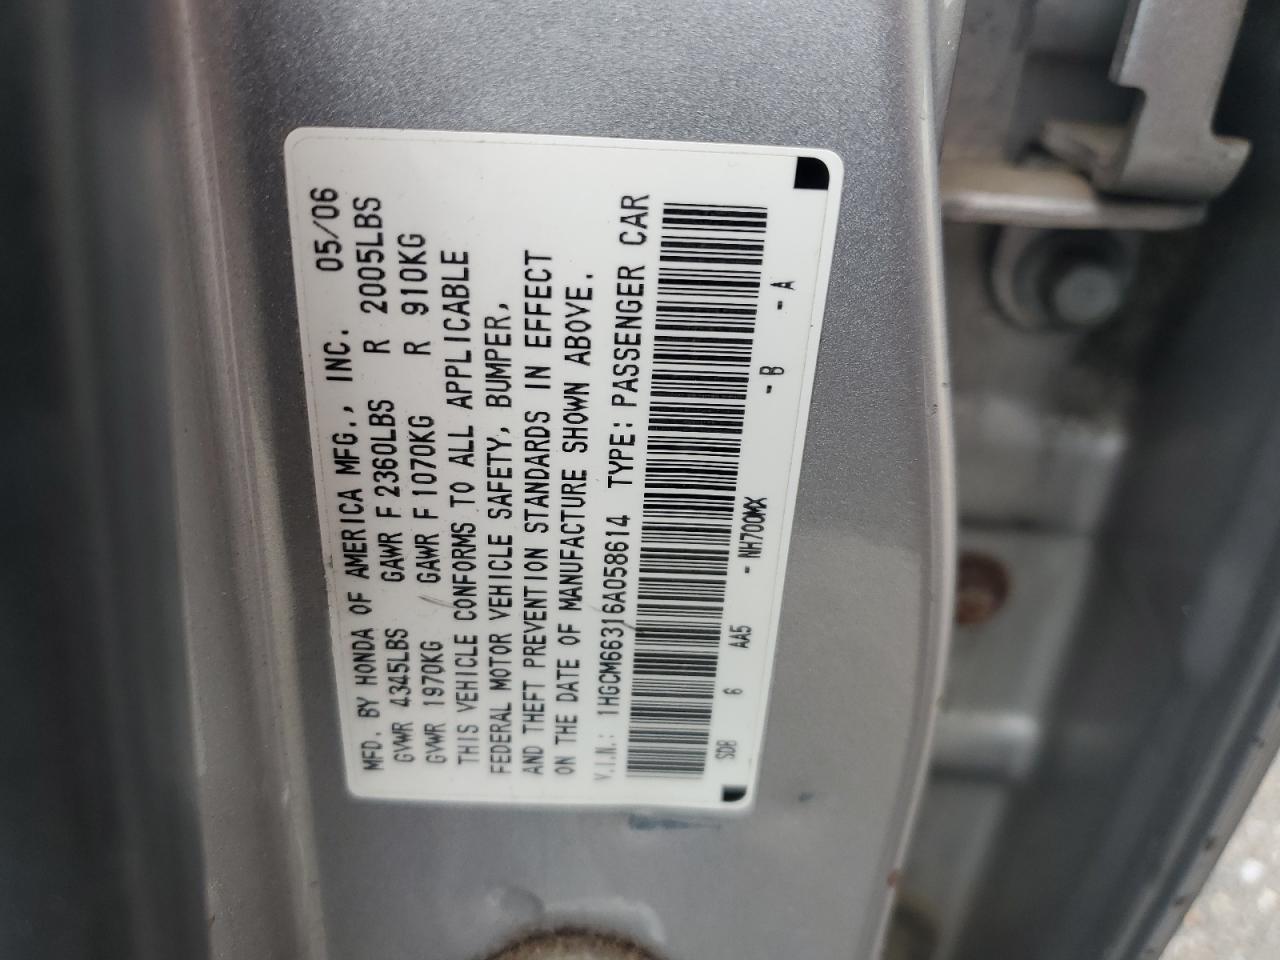 MFD. BY HONDA OF AMERICA MFG., INC. 05/06
GVWR 4345LBS GAWR F 2360LBS R 2005LBS
GVWR 1970KG GAWR F 1070KG R 910KG
THIS VEHICLE CONFORMS TO ALL APPLICABLE
FEDERAL MOTOR VEHICLE SAFETY, BUMPER,
AND THEFT PREVENTION STANDARDS IN EFFECT
ON THE DATE OF MANUFACTURE SHOWN ABOVE.
V.I.N.: 1HGCM66316A058614 TYPE: PASSENGER CAR
SDB 6 AA5 - NH700MX - B - A